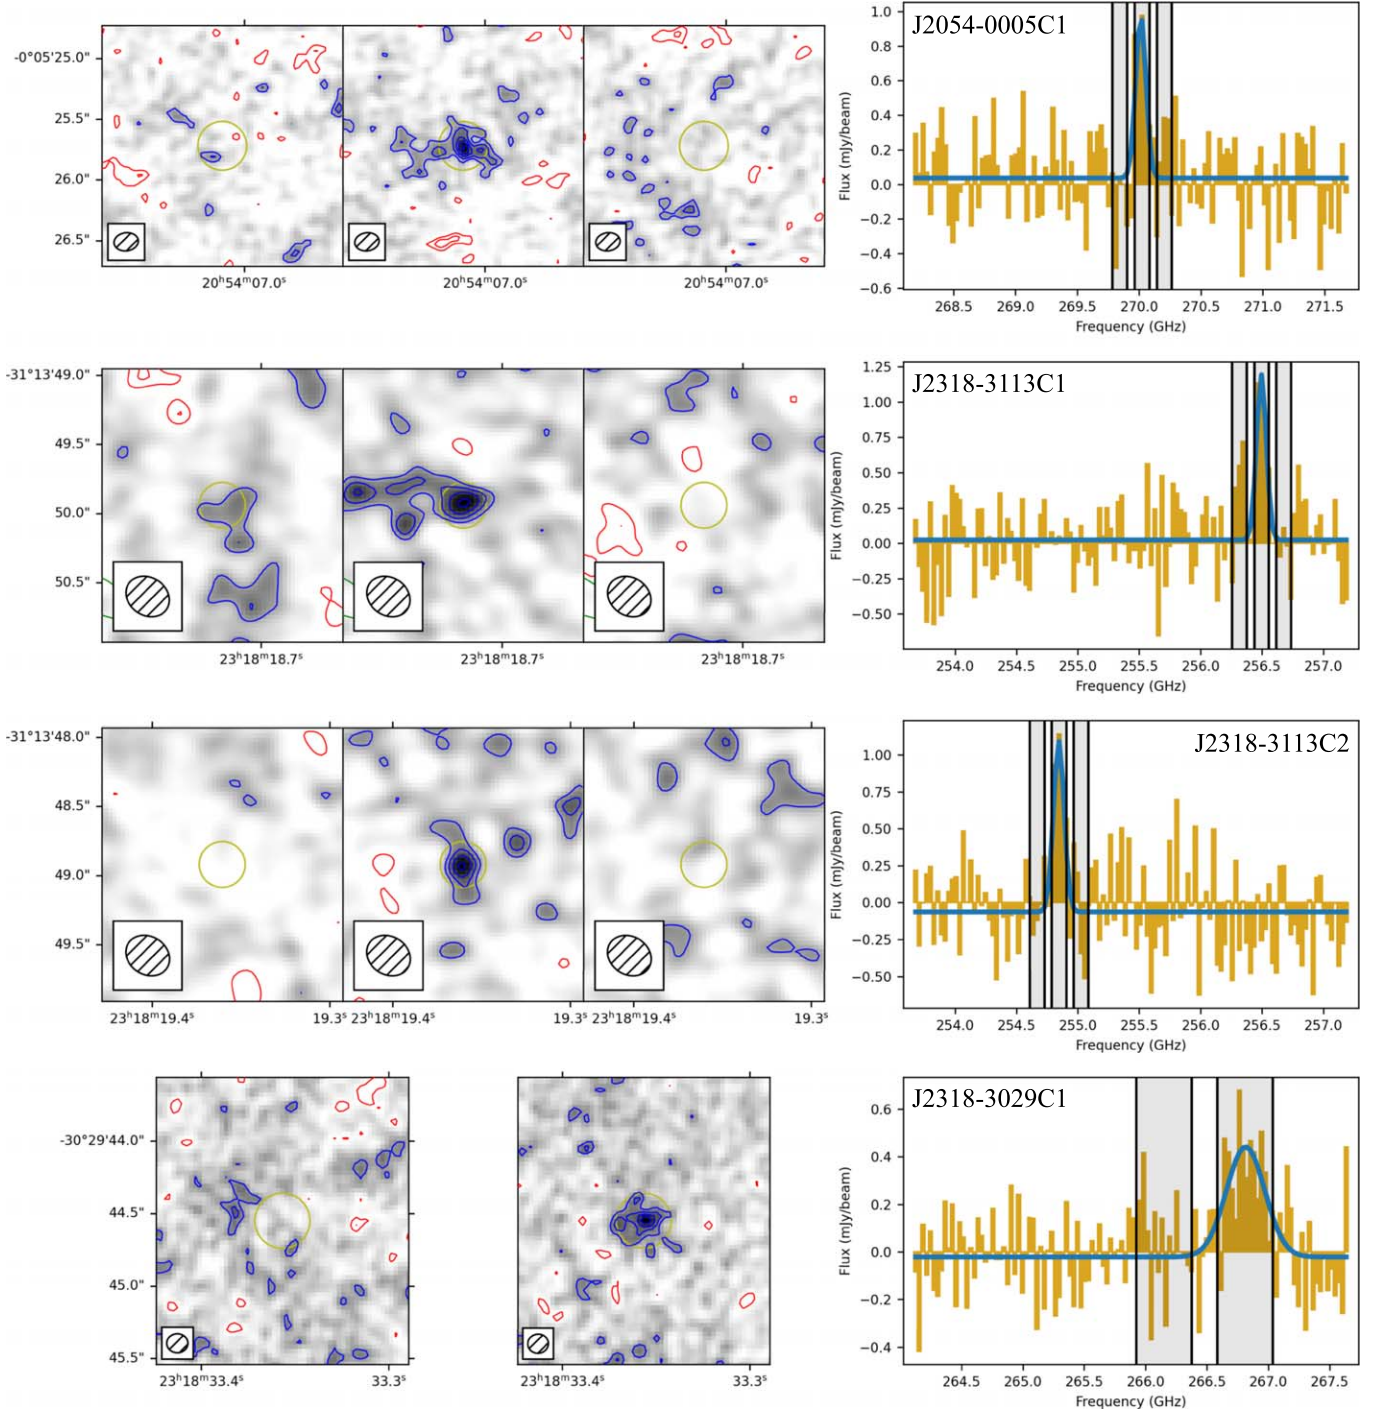 -0°05'25.0"
25.5"
26.0"
26.5"
20ʰ54ᵐ07.0ˢ 20ʰ54ᵐ07.0ˢ 20ʰ54ᵐ07.0ˢ
J2054-0005C1
Flux (mJy/beam)
1.0
0.8
0.6
0.4
0.2
0.0
−0.2
−0.4
−0.6
268.5 269.0 269.5 270.0 270.5 271.0 271.5
Frequency (GHz)
-31°13'49.0"
49.5"
50.0"
50.5"
23ʰ18ᵐ18.7ˢ 23ʰ18ᵐ18.7ˢ 23ʰ18ᵐ18.7ˢ
J2318-3113C1
Flux (mJy/beam)
1.25
1.00
0.75
0.50
0.25
0.00
−0.25
−0.50
254.0 254.5 255.0 255.5 256.0 256.5 257.0
Frequency (GHz)
-31°13'48.0"
48.5"
49.0"
49.5"
23ʰ18ᵐ19.4ˢ 19.3ˢ 23ʰ18ᵐ19.4ˢ 19.3ˢ 23ʰ18ᵐ19.4ˢ 19.3ˢ
J2318-3113C2
Flux (mJy/beam)
1.00
0.75
0.50
0.25
0.00
−0.25
−0.50
254.0 254.5 255.0 255.5 256.0 256.5 257.0
Frequency (GHz)
-30°29'44.0"
44.5"
45.0"
45.5"
23ʰ18ᵐ33.4ˢ 33.3ˢ 23ʰ18ᵐ33.4ˢ 33.3ˢ
J2318-3029C1
Flux (mJy/beam)
0.6
0.4
0.2
0.0
−0.2
−0.4
264.5 265.0 265.5 266.0 266.5 267.0 267.5
Frequency (GHz)